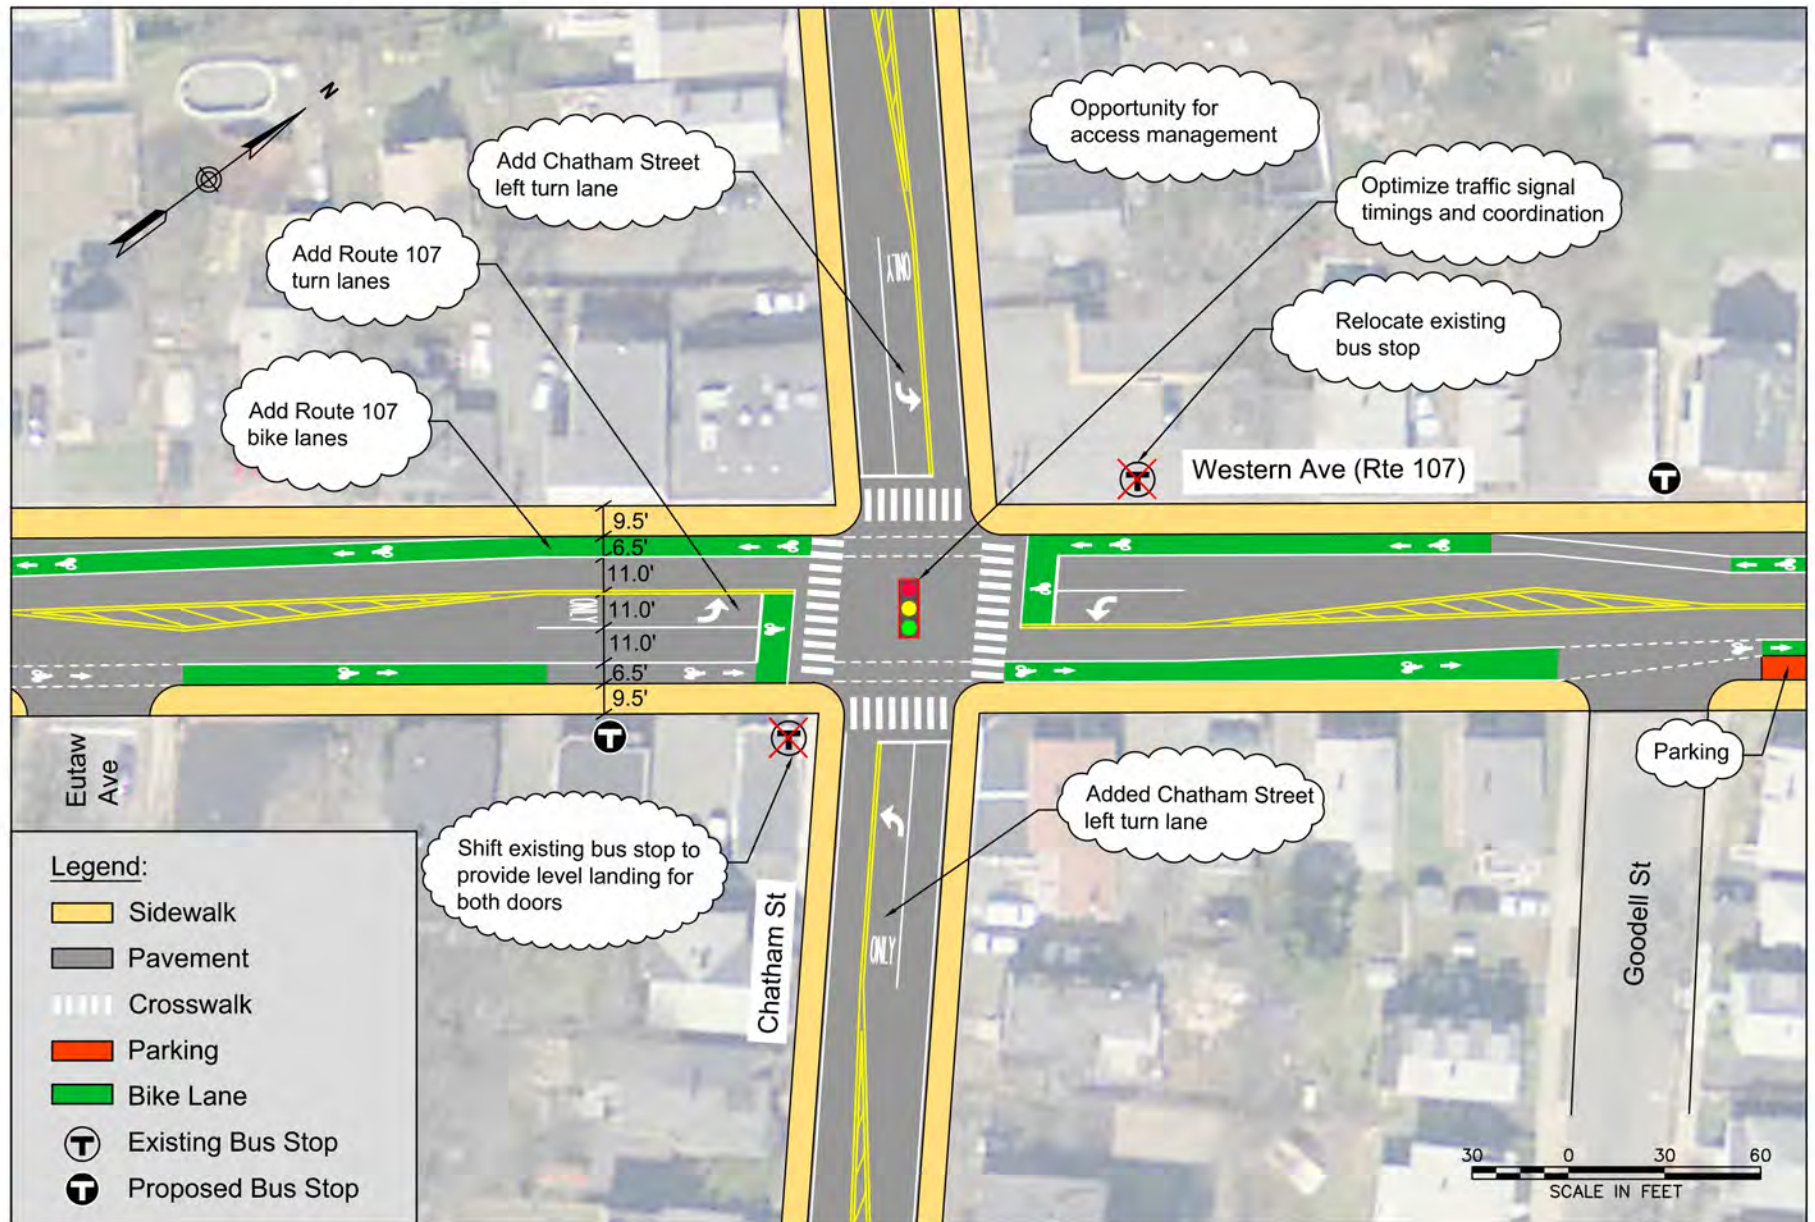 N
Opportunity for
access management
Add Chatham Street
left turn lane
Optimize traffic signal
timings and coordination
Add Route 107
turn lanes
ONLY
Relocate existing
bus stop
Add Route 107
bike lanes
T
Western Ave (Rte 107)
T
9.5'
6.5'
11.0'
11.0'
ONLY
11.0'
6.5'
9.5'
T
T
Parking
Eutaw
Ave
Added Chatham Street
left turn lane
Shift existing bus stop to
provide level landing for
both doors
Chatham St
ONLY
Goodell St
Legend:
Sidewalk
Pavement
Crosswalk
Parking
Bike Lane
T Existing Bus Stop
T Proposed Bus Stop
30 0 30 60
SCALE IN FEET